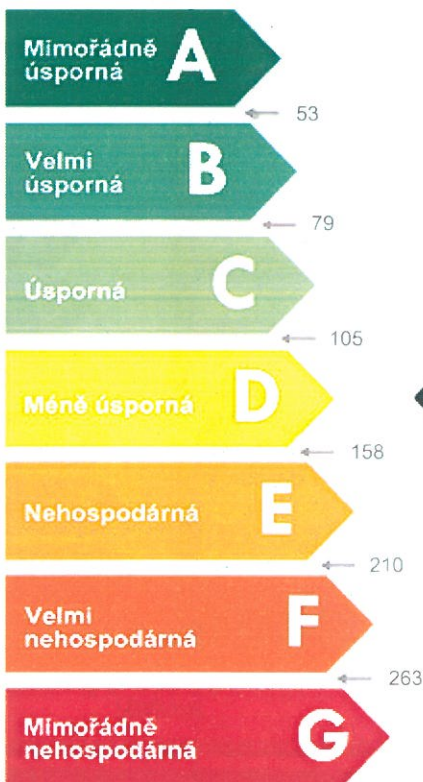 Mimořádně
úsporná
A
53
Velmi
úsporná
B
79
Úsporná
C
105
Méně úsporná
D
158
Nehospodárná
E
210
Velmi
nehospodárná
F
263
Mimořádně
nehospodárná
G